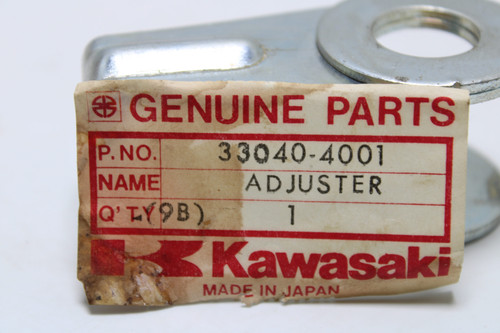 GENUINE PARTS
P.NO. 33040-4001
NAME ADJUSTER
Q'TY (9B) 1
Kawasaki
MADE IN JAPAN